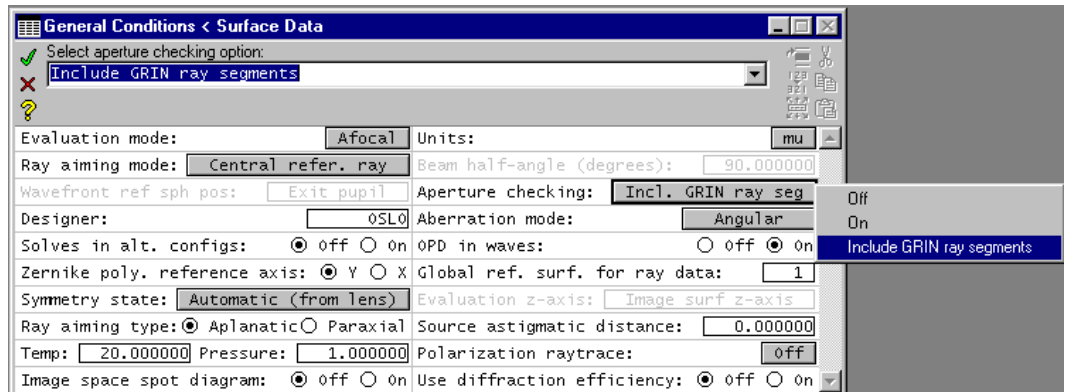 General Conditions < Surface Data
Select aperture checking option:
Include GRIN ray segments
Evaluation mode: Afocal Units: mu
Ray aiming mode: Central refer. ray Beam half-angle (degrees): 90.000000
Wavefront ref sph pos: Exit pupil Aperture checking: Incl. GRIN ray seg
Off
Designer: OSLO Aberration mode: Angular
On
Solves in alt. configs: Off On OPD in waves: Off On
Include GRIN ray segments
Zernike poly. reference axis: Y X Global ref. surf. for ray data: 1
Symmetry state: Automatic (from lens) Evaluation z-axis: Image surf z-axis
Ray aiming type: Aplanatic Paraxial Source astigmatic distance: 0.000000
Temp: 20.000000 Pressure: 1.000000 Polarization raytrace: Off
Image space spot diagram: Off On Use diffraction efficiency: Off On